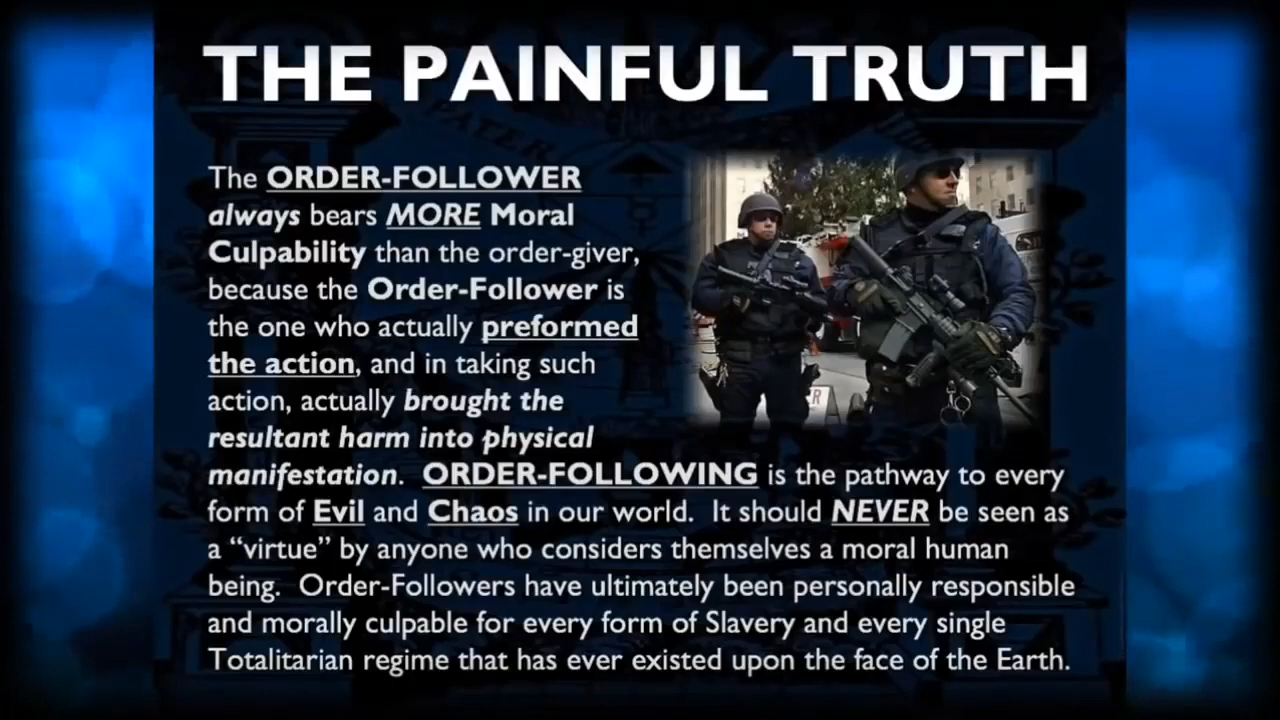 THE PAINFUL TRUTH
The ORDER-FOLLOWER
always bears MORE Moral
Culpability than the order-giver,
because the Order-Follower is
the one who actually preformed
the action, and in taking such
action, actually brought the
resultant harm into physical
manifestation.  ORDER-FOLLOWING is the pathway to every
form of Evil and Chaos in our world.  It should NEVER be seen as
a “virtue” by anyone who considers themselves a moral human
being.  Order-Followers have ultimately been personally responsible
and morally culpable for every form of Slavery and every single
Totalitarian regime that has ever existed upon the face of the Earth.